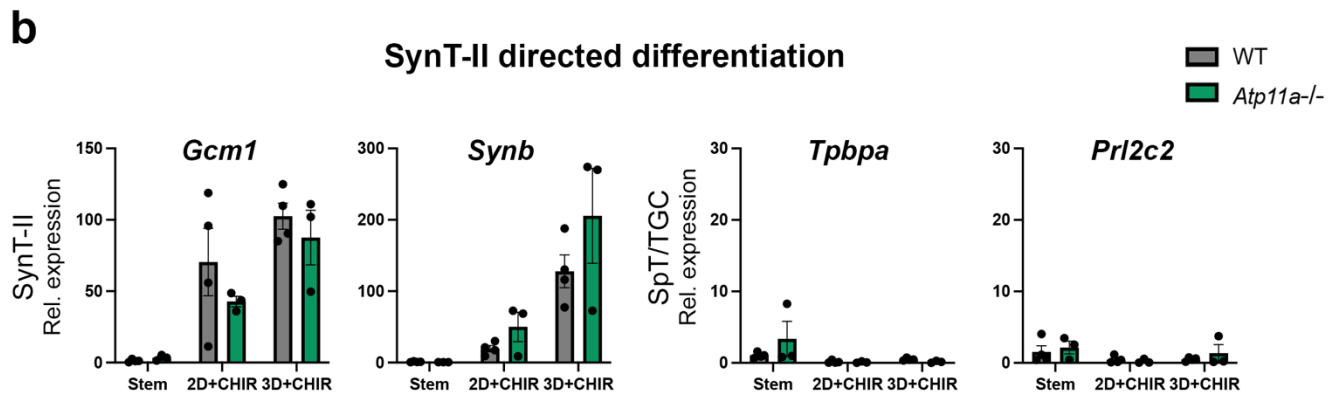 b
SynT-II directed differentiation
WT
Atp11a-/-
Gcm1
SynT-II
Rel. expression
150
100
50
0
Stem 2D+CHIR 3D+CHIR
Synb
300
200
100
0
Stem 2D+CHIR 3D+CHIR
Tpbpa
SpT/TGC
Rel. expression
30
20
10
0
Stem 2D+CHIR 3D+CHIR
Prl2c2
30
20
10
0
Stem 2D+CHIR 3D+CHIR